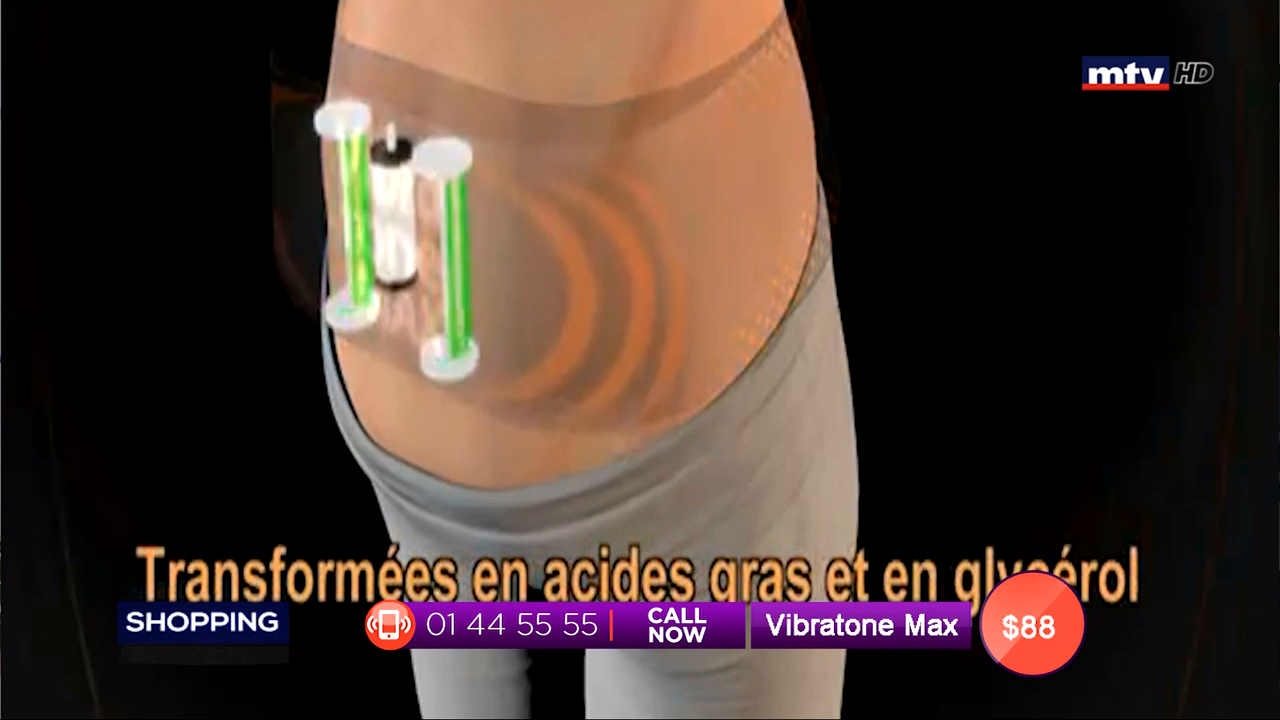 mtv HD
Transformées en acides gras et en glycérol
SHOPPING
01 44 55 55
CALL NOW
Vibratone Max
$88